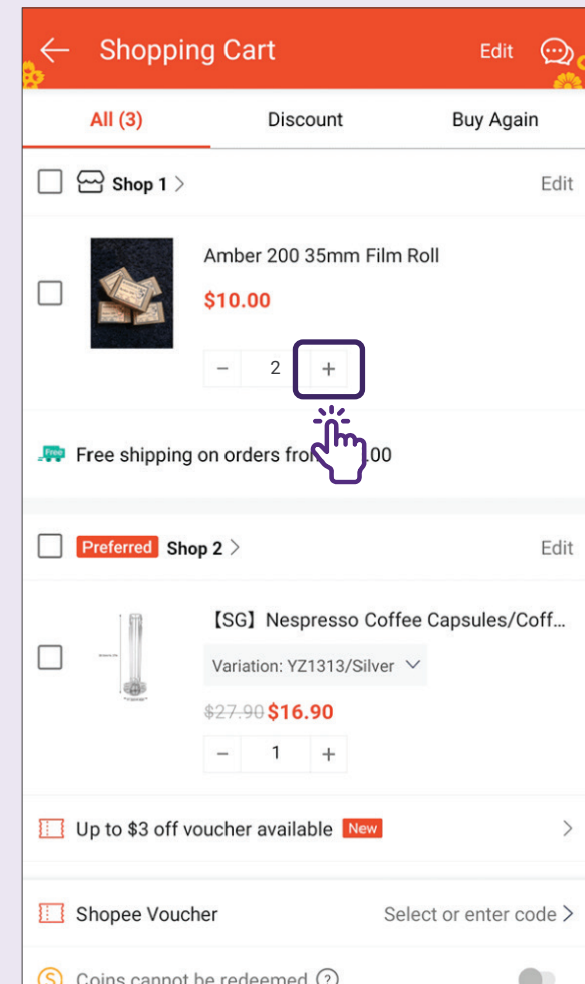 Shopping Cart Edit
All (3) Discount Buy Again
Shop 1 > Edit
Amber 200 35mm Film Roll
$10.00
− 2 +
Free
Free shipping on orders from .00
Preferred Shop 2 > Edit
【SG】Nespresso Coffee Capsules/Coff...
Variation: YZ1313/Silver
$27.90 $16.90
− 1 +
Up to $3 off voucher available New >
Shopee Voucher Select or enter code >
S Coins cannot be redeemed ?